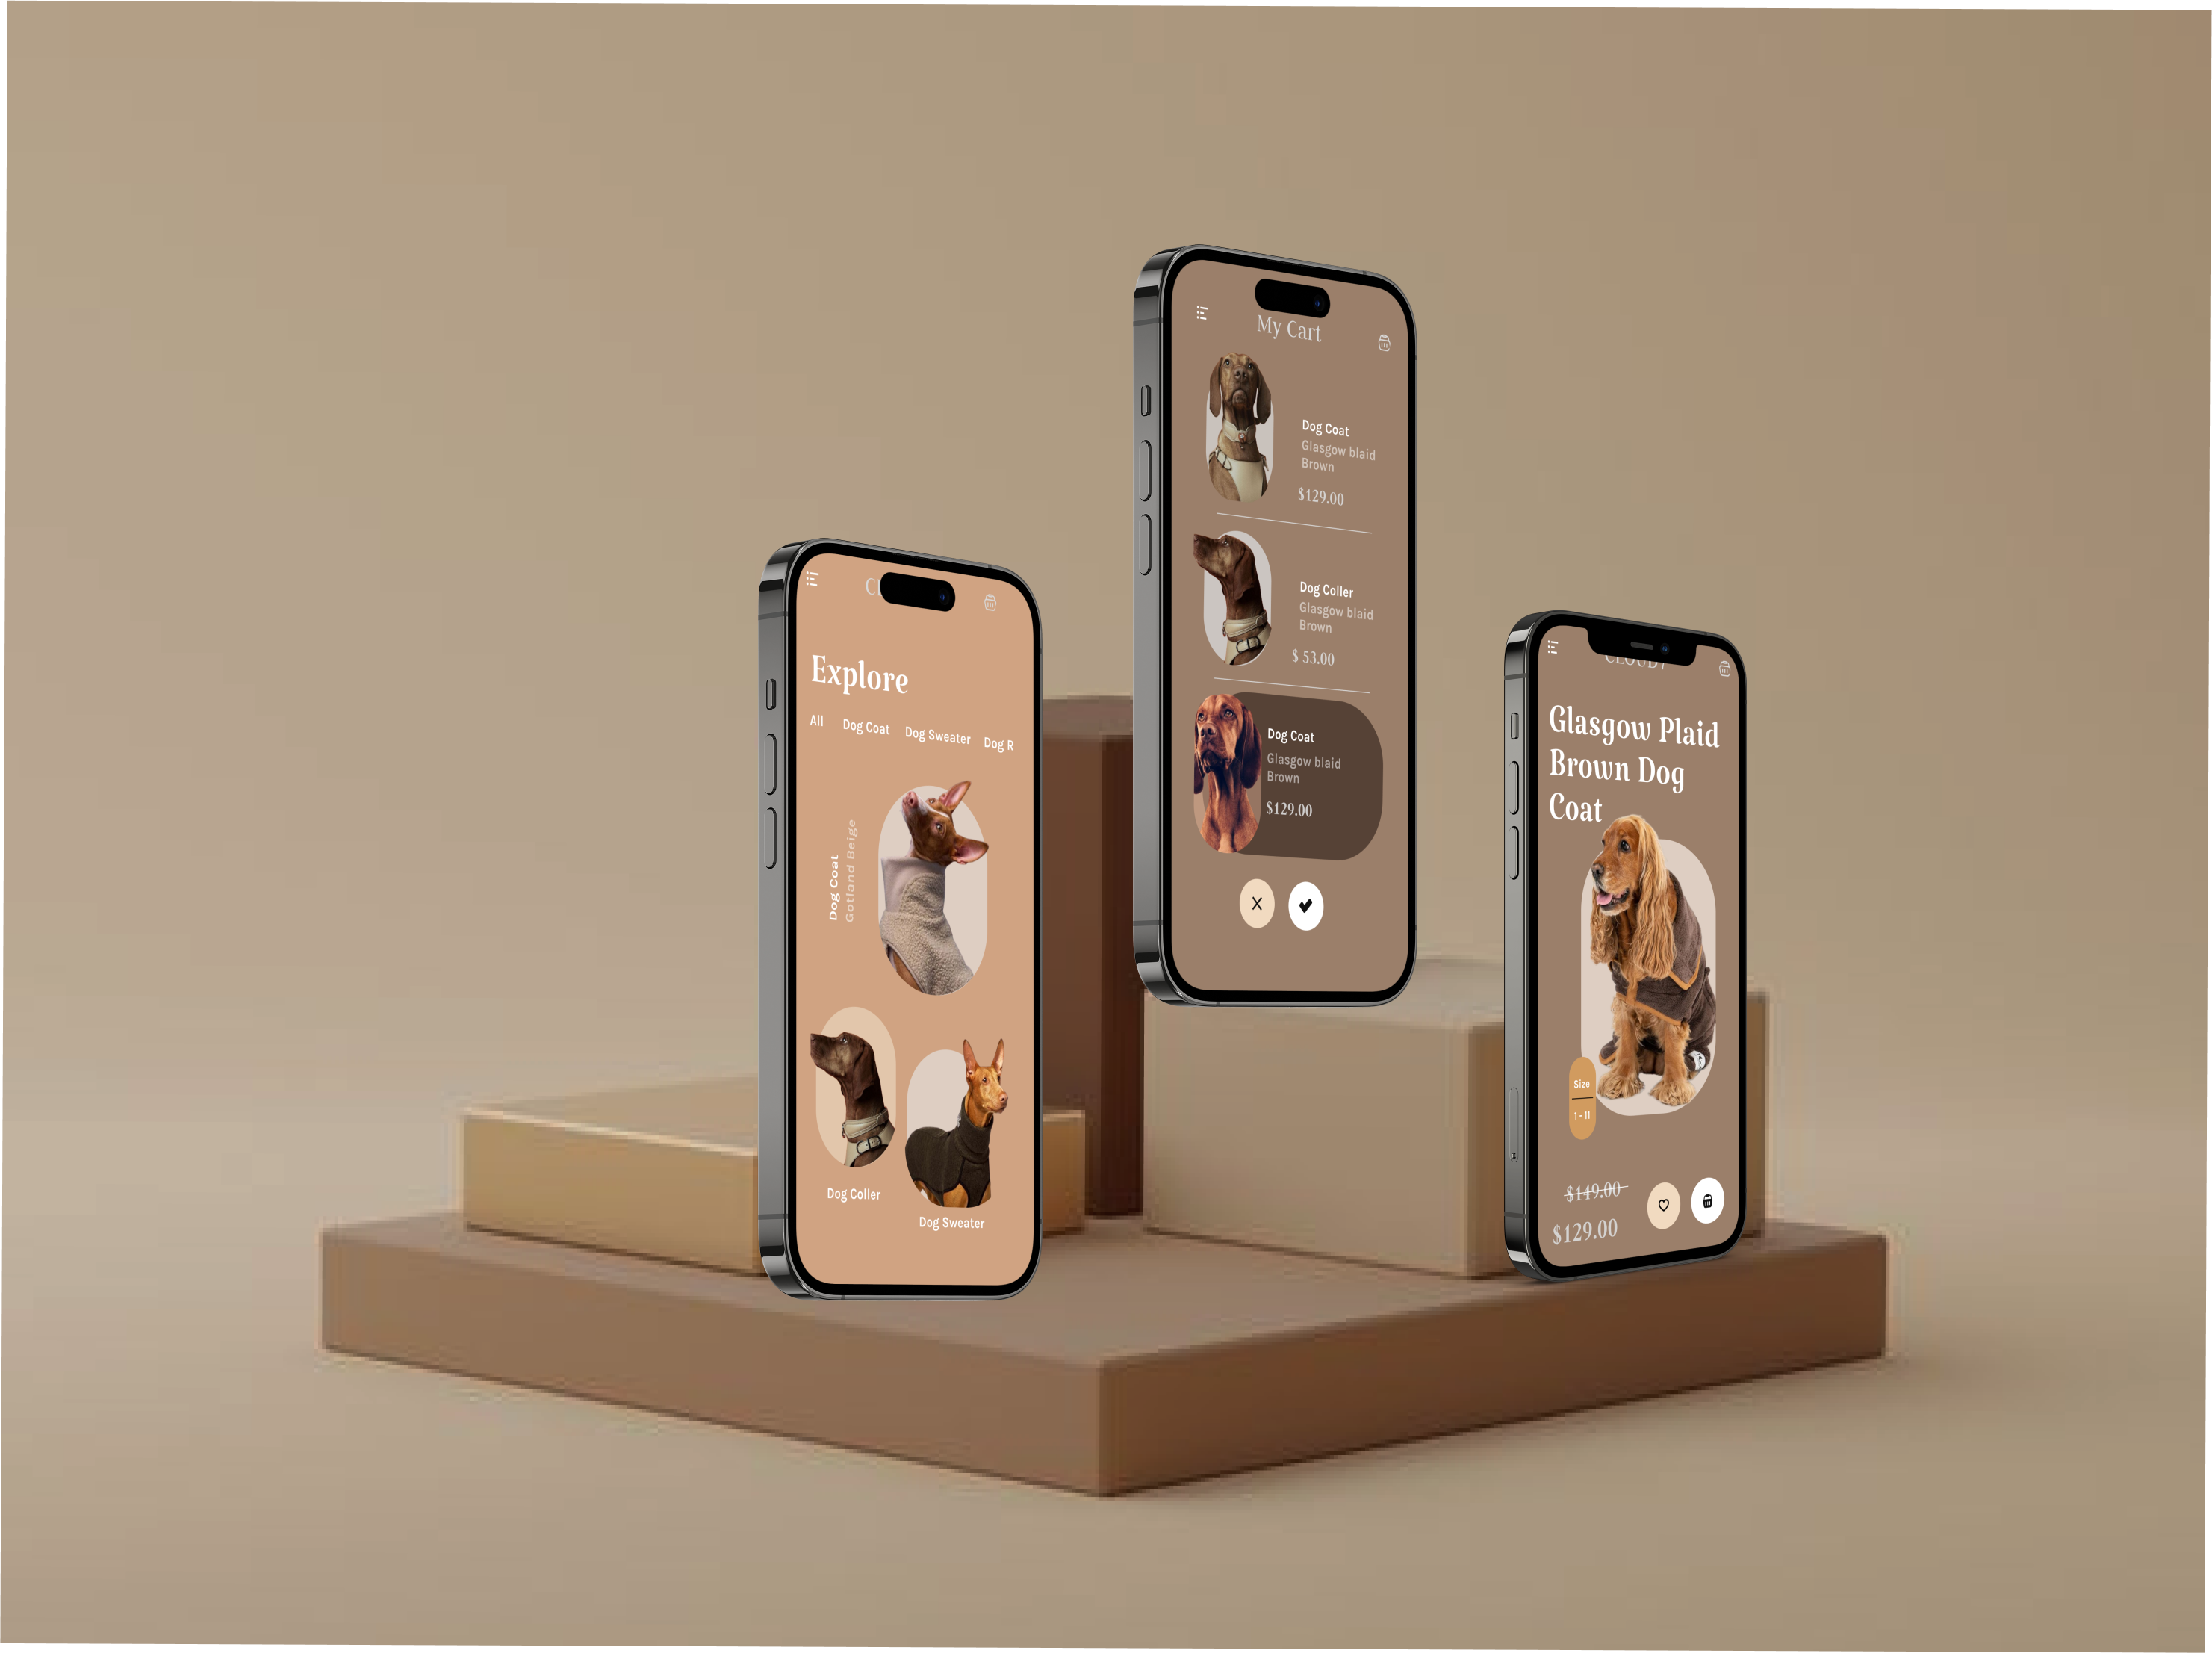 Explore
All Dog Coat Dog Sweater Dog R
Dog Coat
Gotland Beige
Dog Coller
Dog Sweater
My Cart
Dog Coat
Glasgow blaid
Brown
$129.00
Dog Coller
Glasgow blaid
Brown
$ 53.00
Dog Coat
Glasgow blaid
Brown
$129.00
Glasgow Plaid
Brown Dog
Coat
Size
1 - 11
$149.00
$129.00